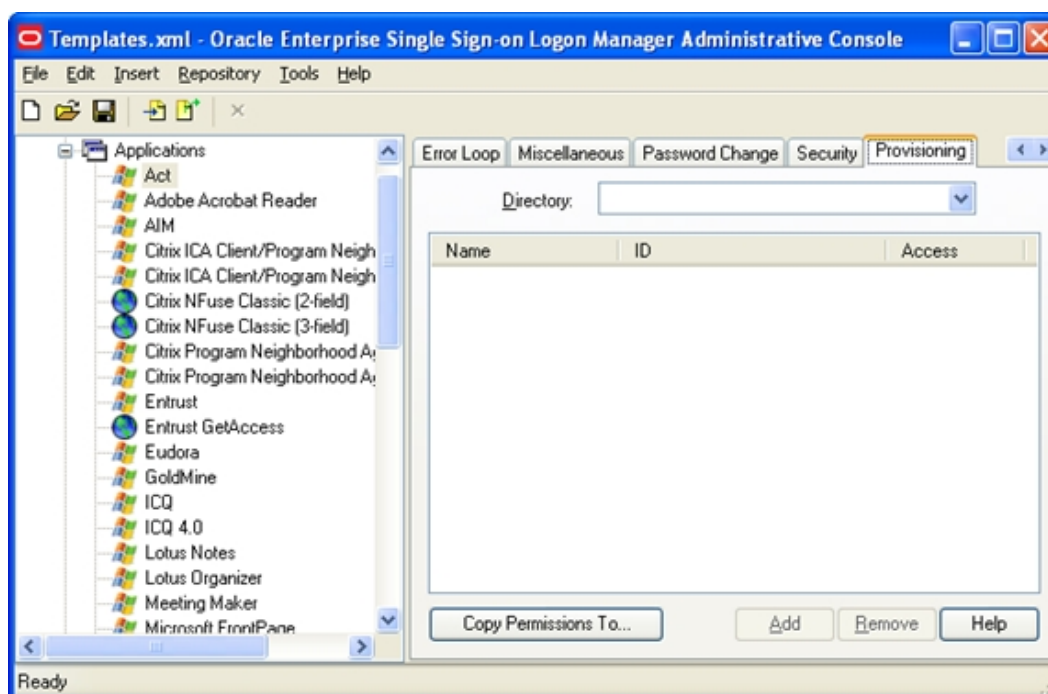 Templates.xml - Oracle Enterprise Single Sign-on Logon Manager Administrative Console
File Edit Insert Repository Tools Help
Applications
Act
Adobe Acrobat Reader
AIM
Citrix ICA Client/Program Neigh
Citrix ICA Client/Program Neigh
Citrix NFuse Classic (2-field)
Citrix NFuse Classic (3-field)
Citrix Program Neighborhood Ag
Citrix Program Neighborhood Ag
Entrust
Entrust GetAccess
Eudora
GoldMine
ICQ
ICQ 4.0
Lotus Notes
Lotus Organizer
Meeting Maker
Microsoft FrontPage
Error Loop Miscellaneous Password Change Security Provisioning
Directory:
Name ID Access
Copy Permissions To... Add Remove Help
Ready